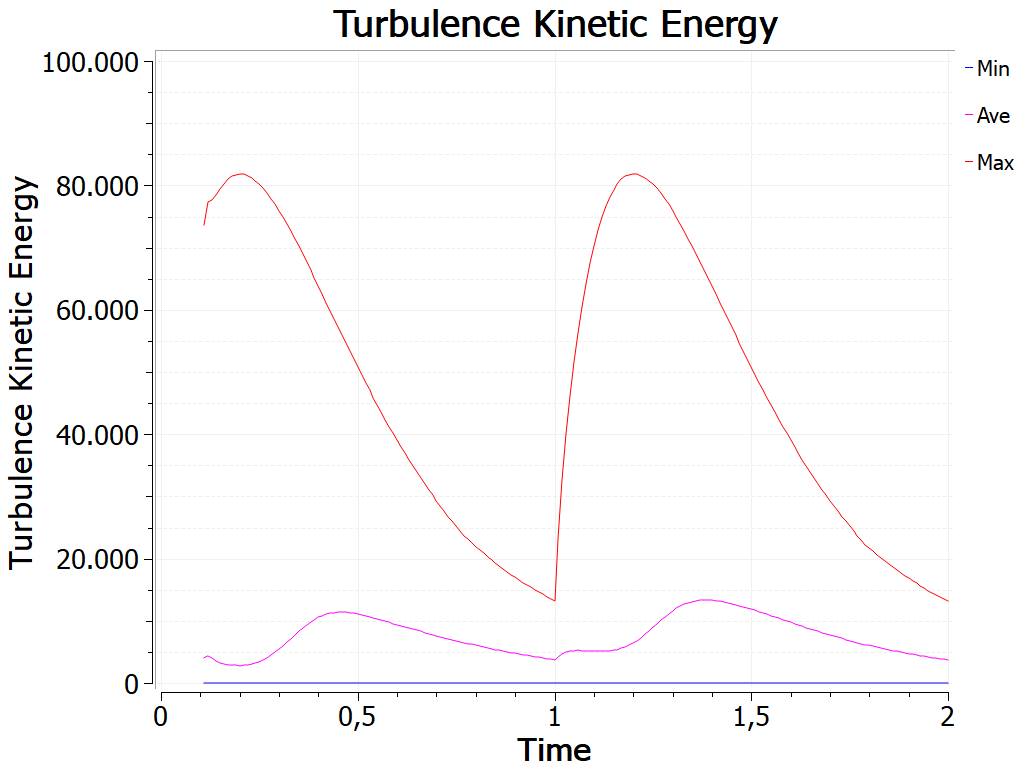 Turbulence Kinetic Energy
100.000
80.000
60.000
40.000
20.000
0
Turbulence Kinetic Energy
0 0,5 1 1,5 2
Time
Min
Ave
Max